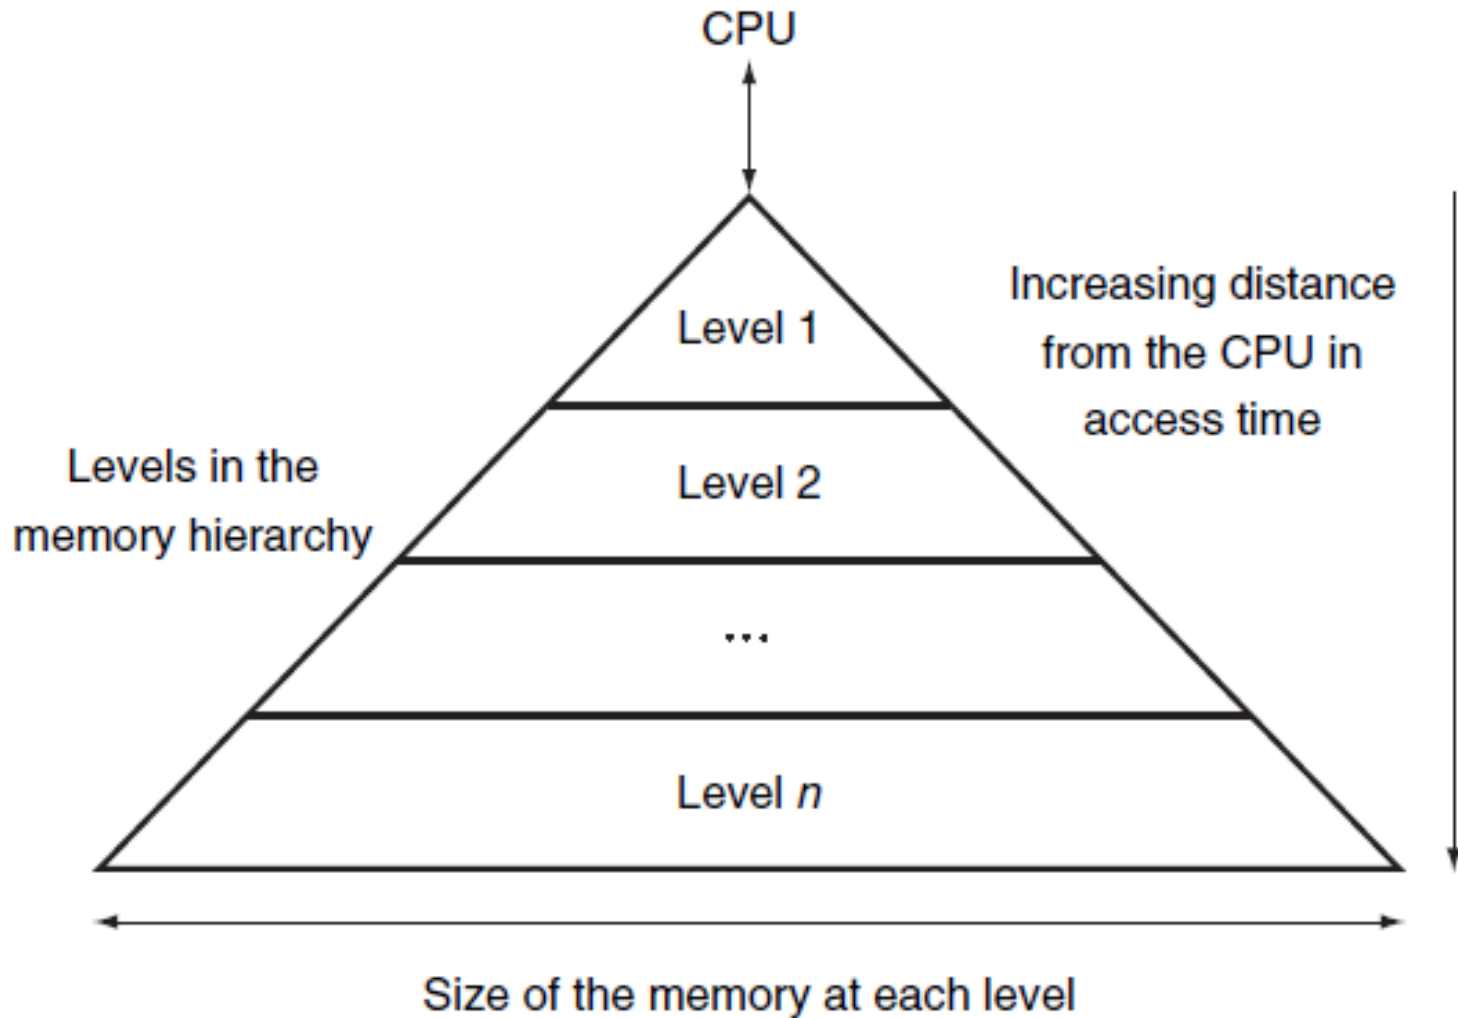 CPU
Level 1
Increasing distance
from the CPU in
access time
Levels in the
memory hierarchy
Level 2
...
Level n
Size of the memory at each level